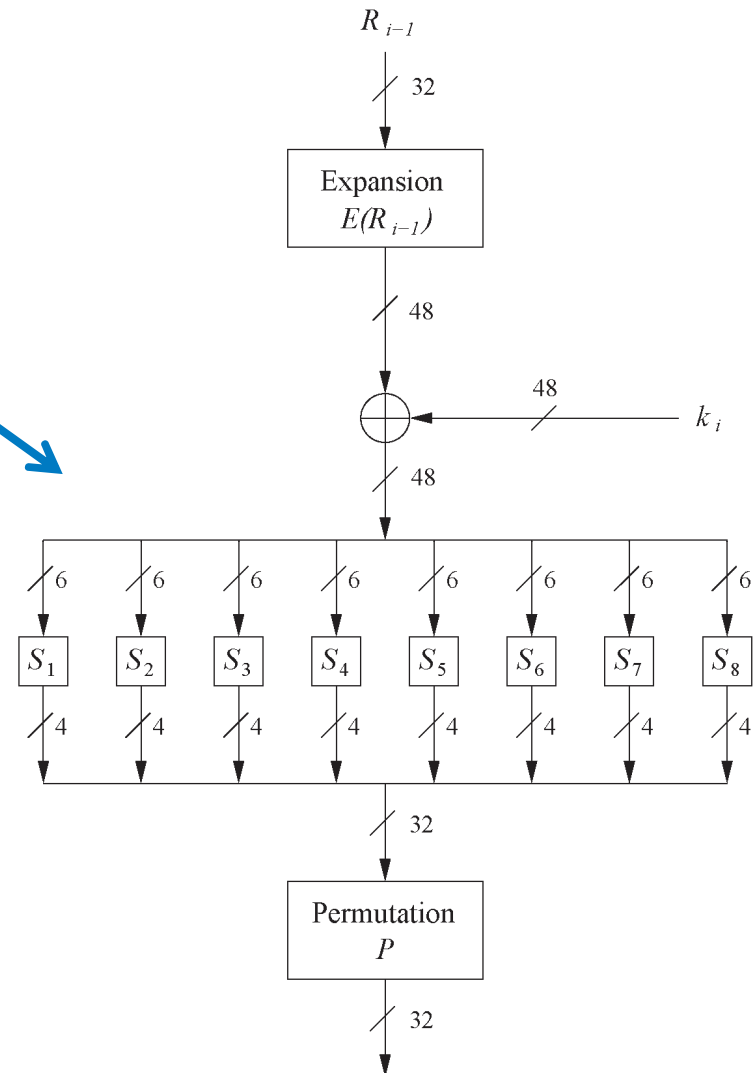 R i−1
32
Expansion
E(R i−1)
48
48
k i
48
6 6 6 6 6 6 6 6
S1 S2 S3 S4 S5 S6 S7 S8
4 4 4 4 4 4 4 4
32
Permutation
P
32